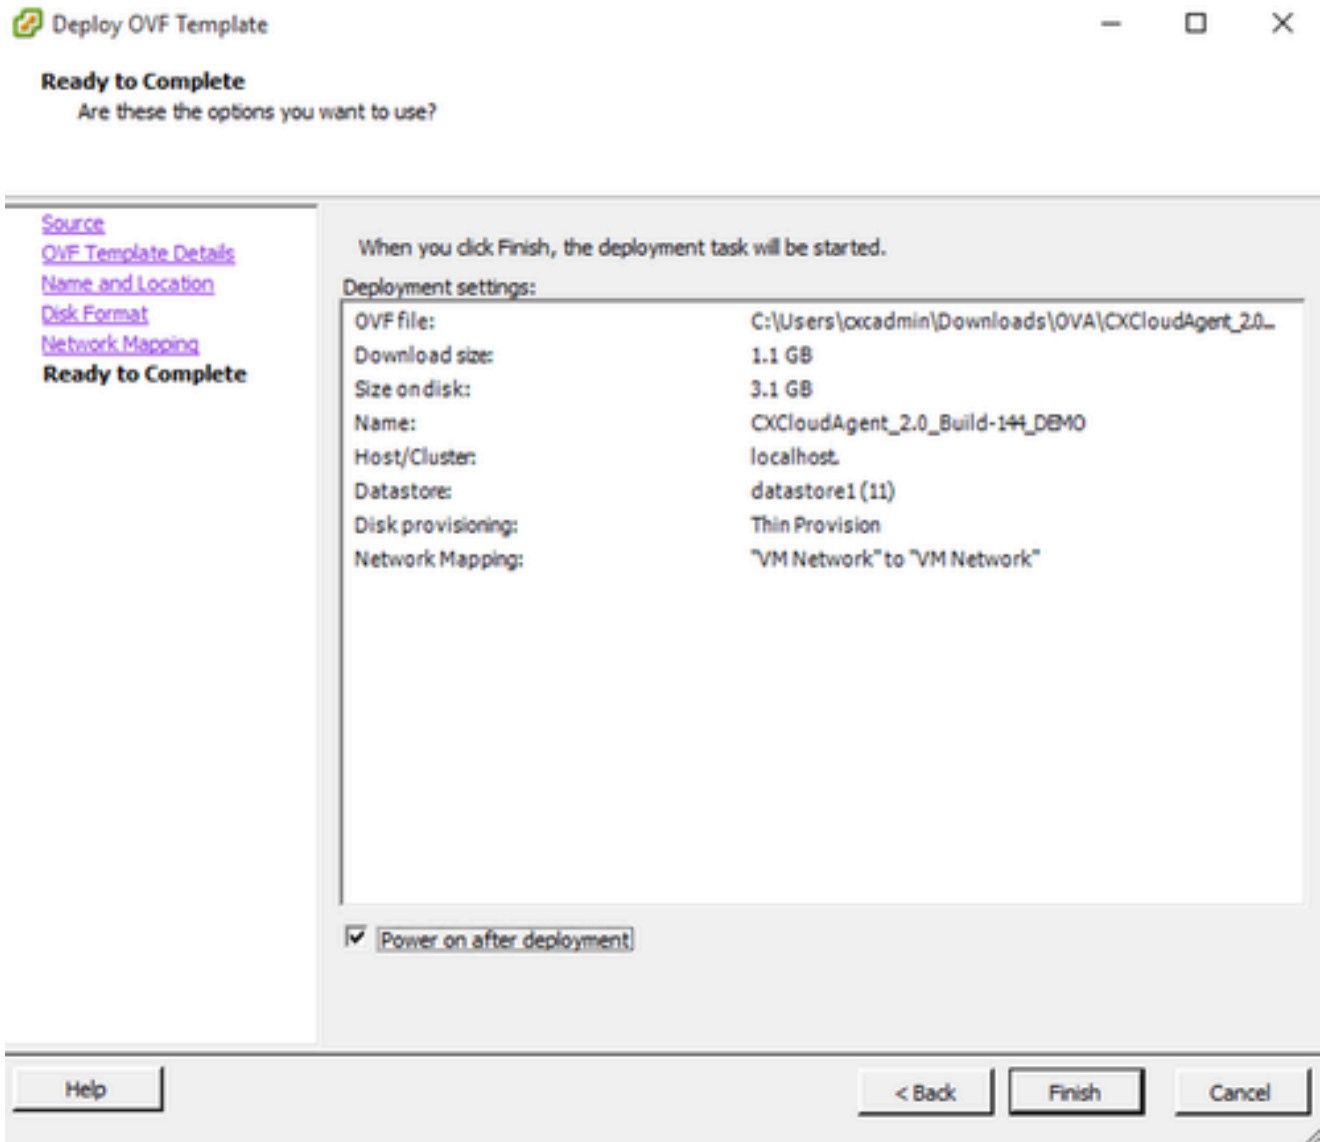 Deploy OVF Template
Ready to Complete
Are these the options you want to use?
Source
OVF Template Details
Name and Location
Disk Format
Network Mapping
Ready to Complete
When you click Finish, the deployment task will be started.
Deployment settings:
OVF file: C:\Users\cxcadmin\Downloads\OVA\CXCloudAgent_2.0...
Download size: 1.1 GB
Size on disk: 3.1 GB
Name: CXCloudAgent_2.0_Build-144_DEMO
Host/Cluster: localhost.
Datastore: datastore1 (11)
Disk provisioning: Thin Provision
Network Mapping: "VM Network" to "VM Network"
Power on after deployment
Help
< Back
Finish
Cancel